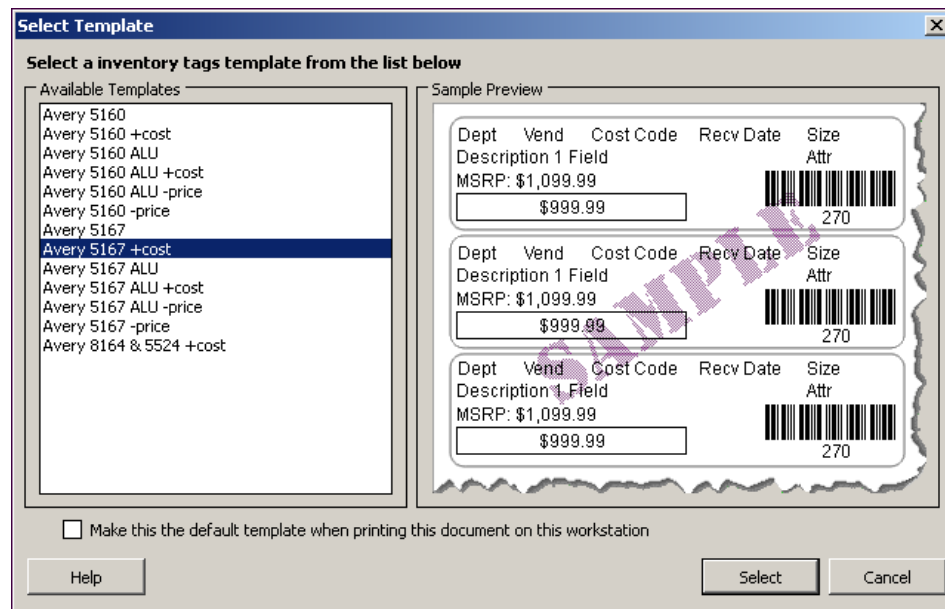 Select Template
Select a inventory tags template from the list below
Available Templates
Avery 5160
Avery 5160 +cost
Avery 5160 ALU
Avery 5160 ALU +cost
Avery 5160 ALU -price
Avery 5160 -price
Avery 5167
Avery 5167 +cost
Avery 5167 ALU
Avery 5167 ALU +cost
Avery 5167 ALU -price
Avery 5167 -price
Avery 8164 & 5524 +cost
Sample Preview
Dept Vend Cost Code Recv Date Size
Description 1 Field Attr
MSRP: $1,099.99
$999.99
270
Dept Vend Cost Code Recv Date Size
Description 1 Field Attr
MSRP: $1,099.99
$999.99
270
Dept Vend Cost Code Recv Date Size
Description 1 Field Attr
MSRP: $1,099.99
$999.99
270
SAMPLE
Make this the default template when printing this document on this workstation
Help Select Cancel